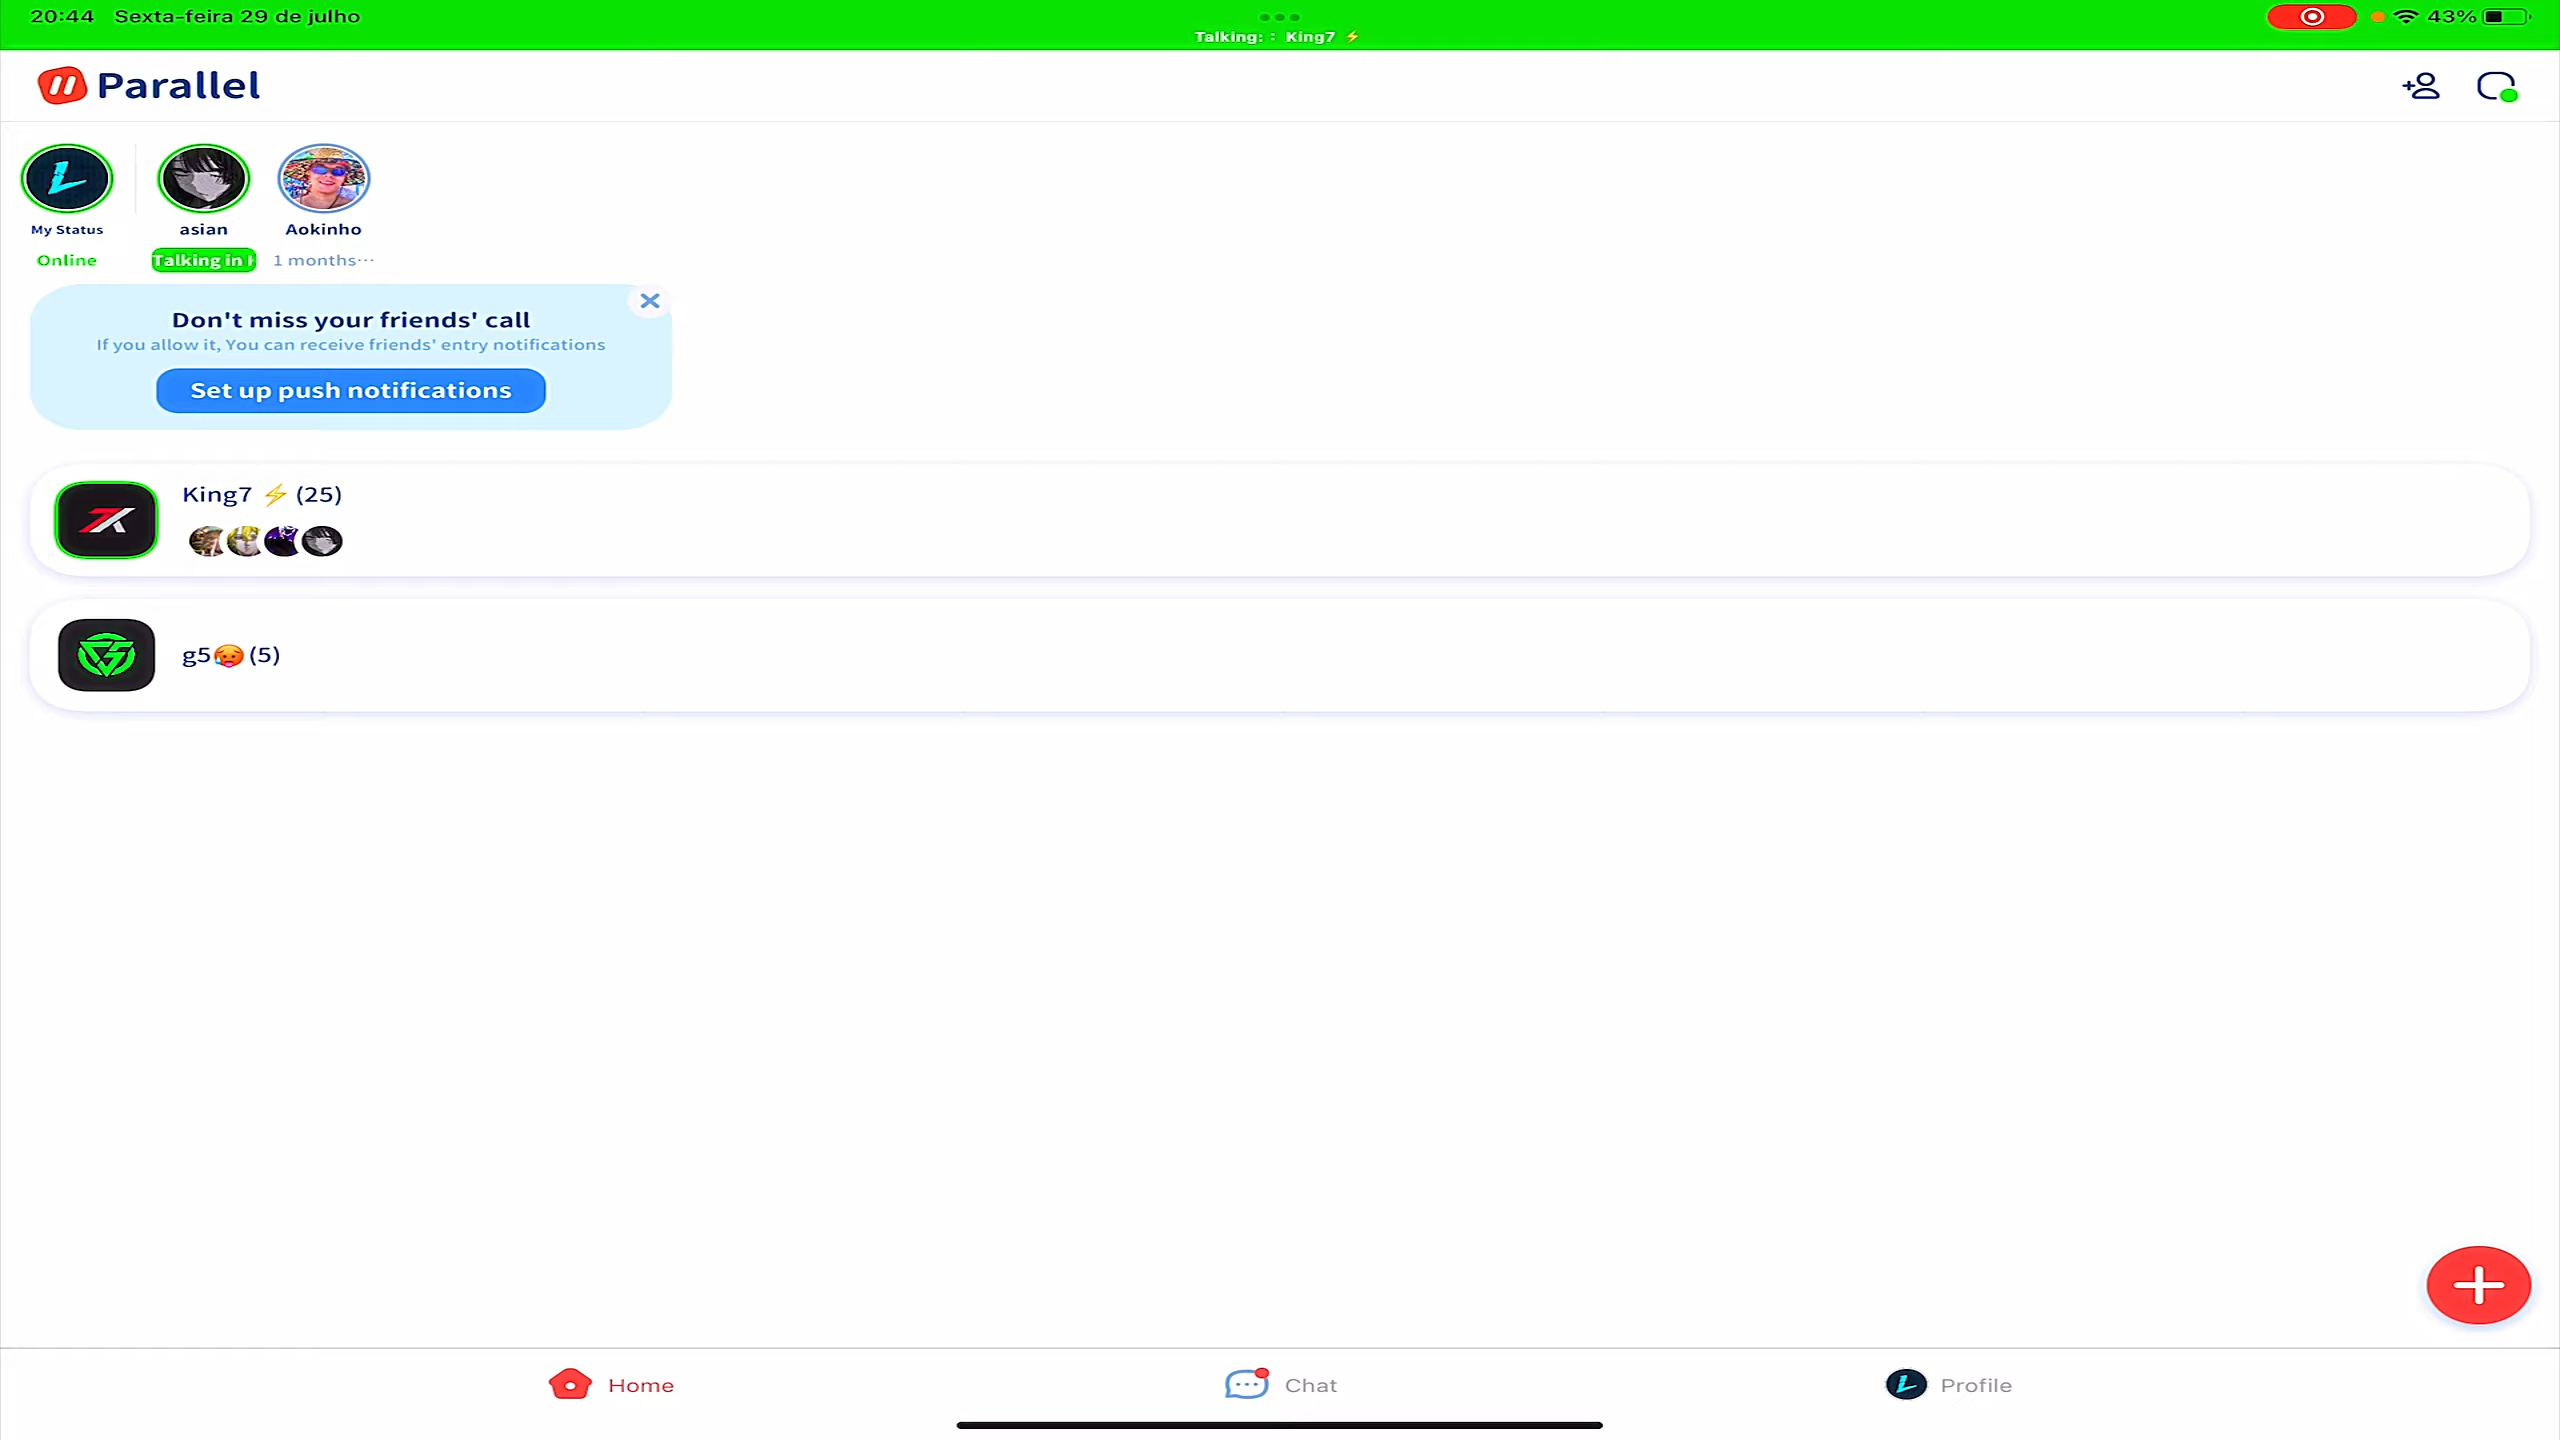 20:44 Sexta-feira 29 de julho
Talking: : King7 ⚡
43%
Parallel
My Status
asian
Aokinho
Online
Talking in
1 months···
Don't miss your friends' call
If you allow it, You can receive friends' entry notifications
Set up push notifications
King7 ⚡ (25)
g5🥵(5)
Home
Chat
Profile